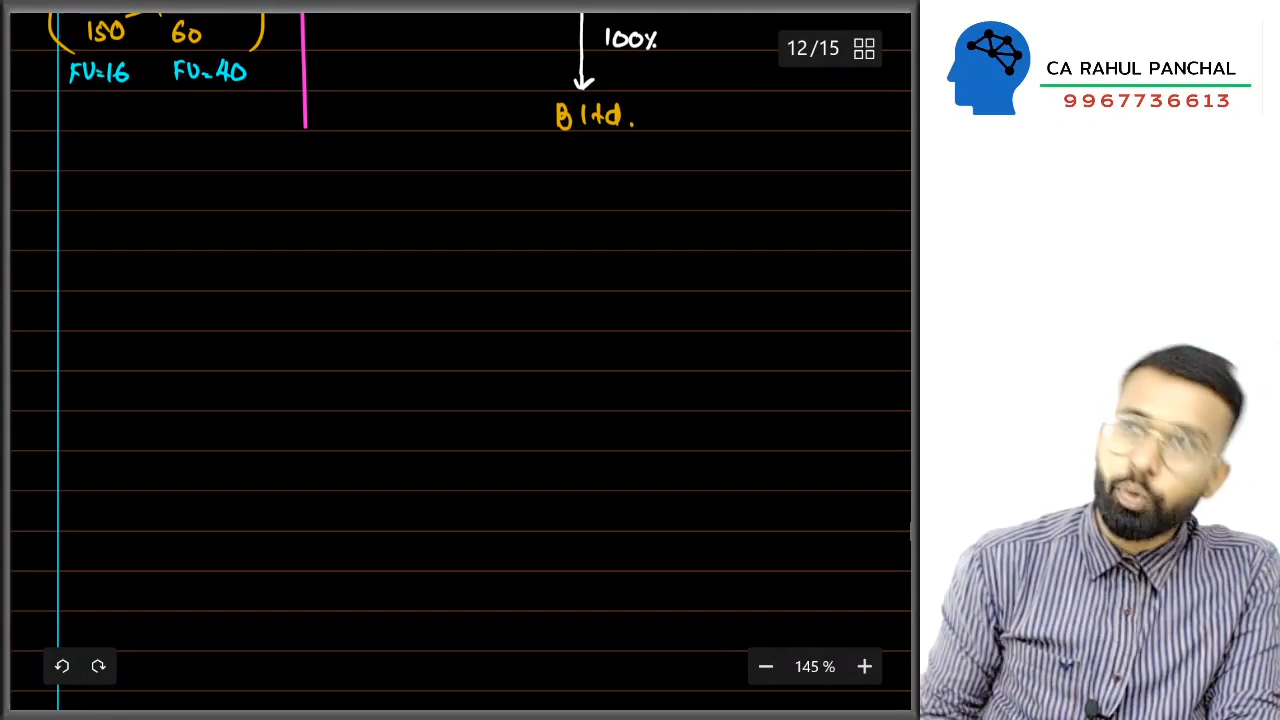 150 60
FV=16 FV=40
100%
B ltd.
12/15
CA RAHUL PANCHAL
9967736613
145 %